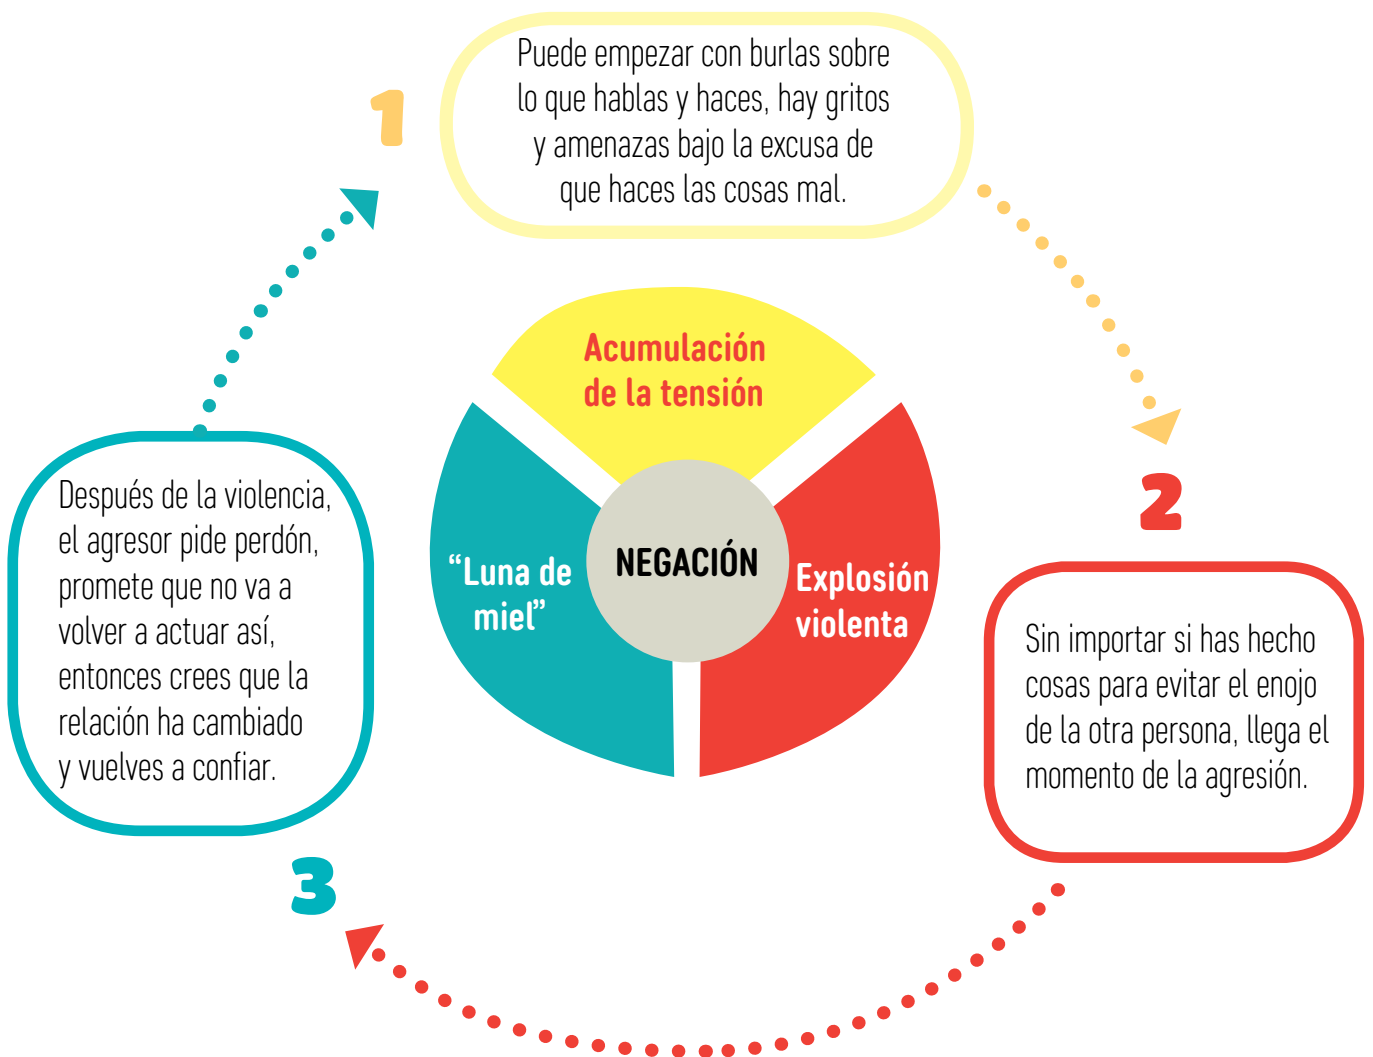 1
Puede empezar con burlas sobre
lo que hablas y haces, hay gritos
y amenazas bajo la excusa de
que haces las cosas mal.
Acumulación
de la tensión
NEGACIÓN
Explosión
violenta
“Luna de
miel”
2
Sin importar si has hecho
cosas para evitar el enojo
de la otra persona, llega el
momento de la agresión.
3
Después de la violencia,
el agresor pide perdón,
promete que no va a
volver a actuar así,
entonces crees que la
relación ha cambiado
y vuelves a confiar.